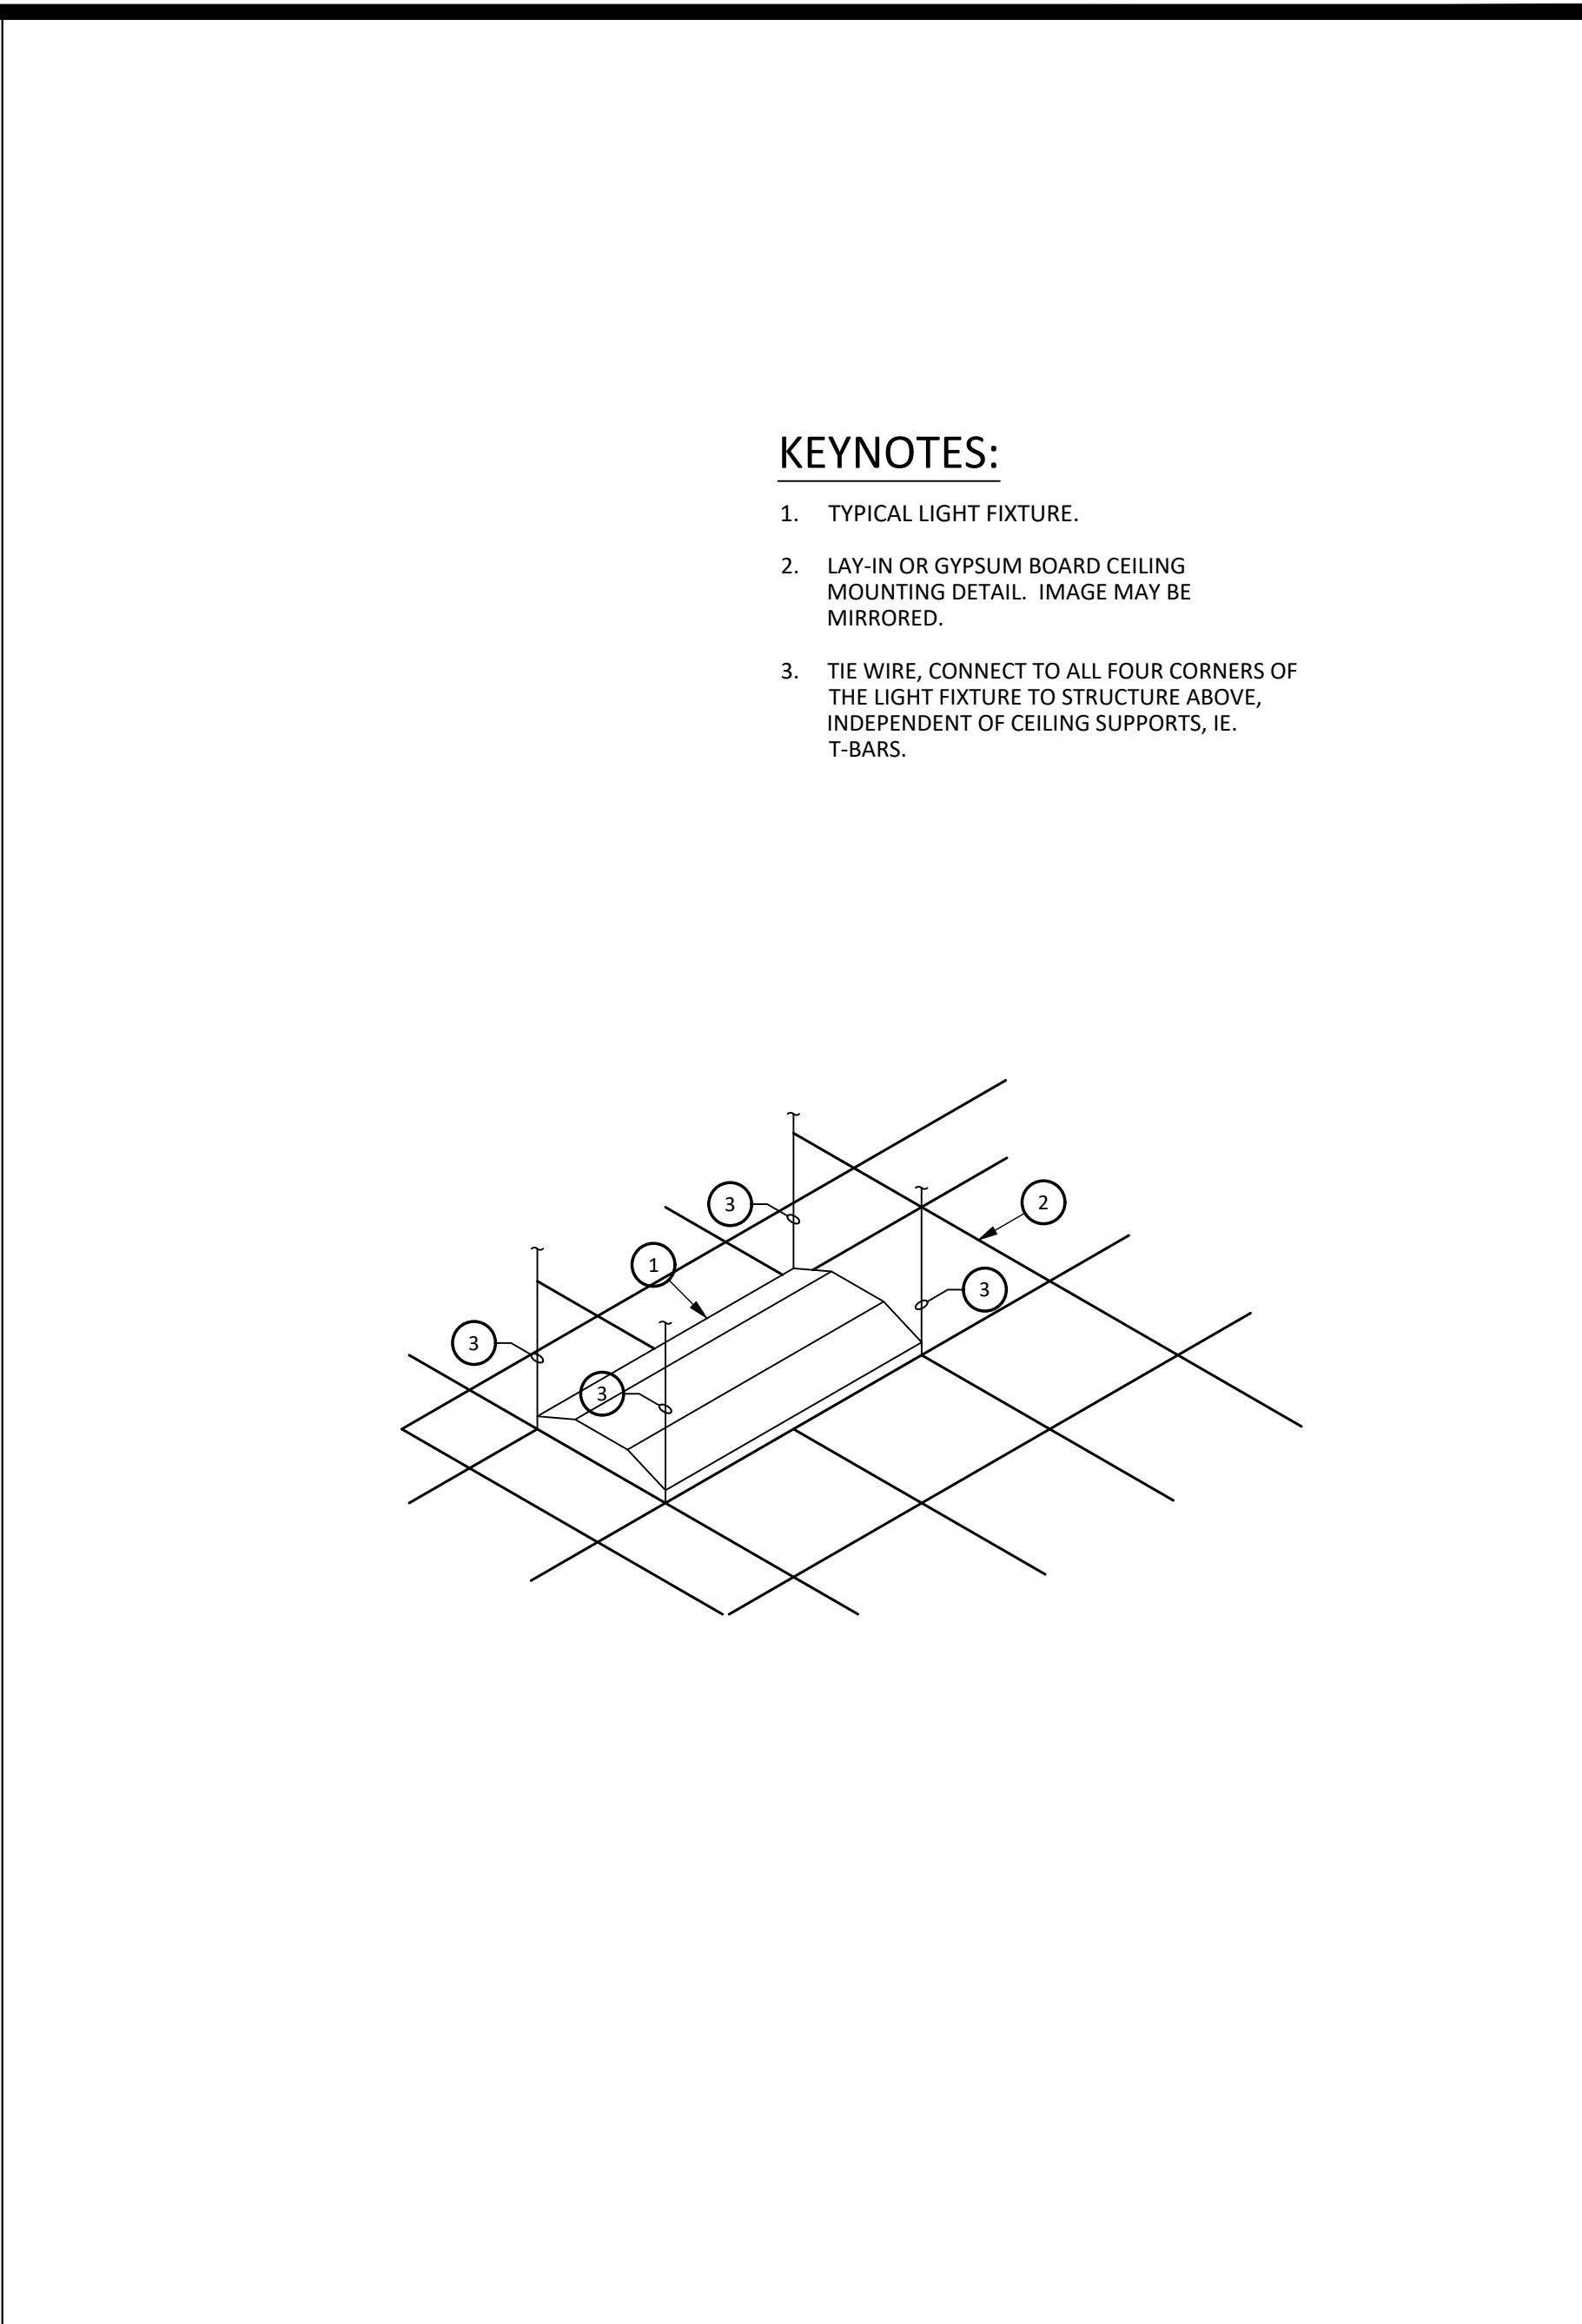 KEYNOTES:
1. TYPICAL LIGHT FIXTURE.
2. LAY-IN OR GYPSUM BOARD CEILING
MOUNTING DETAIL.  IMAGE MAY BE
MIRRORED.
3. TIE WIRE, CONNECT TO ALL FOUR CORNERS OF
THE LIGHT FIXTURE TO STRUCTURE ABOVE,
INDEPENDENT OF CEILING SUPPORTS, IE.
T-BARS.
3
2
1
3
3
3